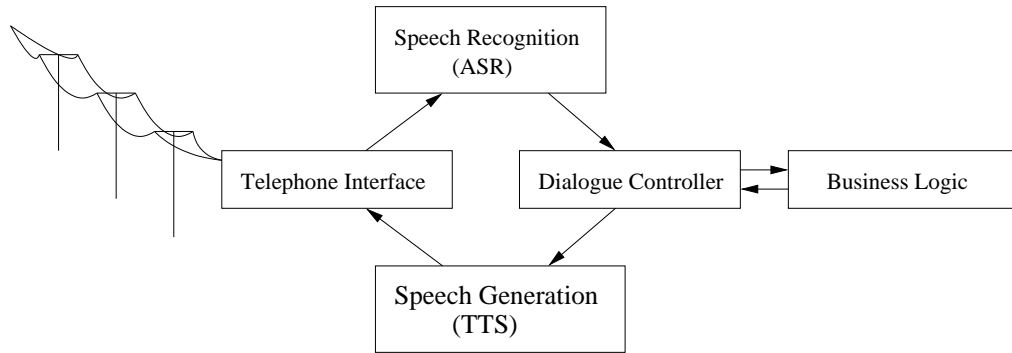 Speech Recognition
(ASR)
Telephone Interface
Dialogue Controller
Business Logic
Speech Generation
(TTS)